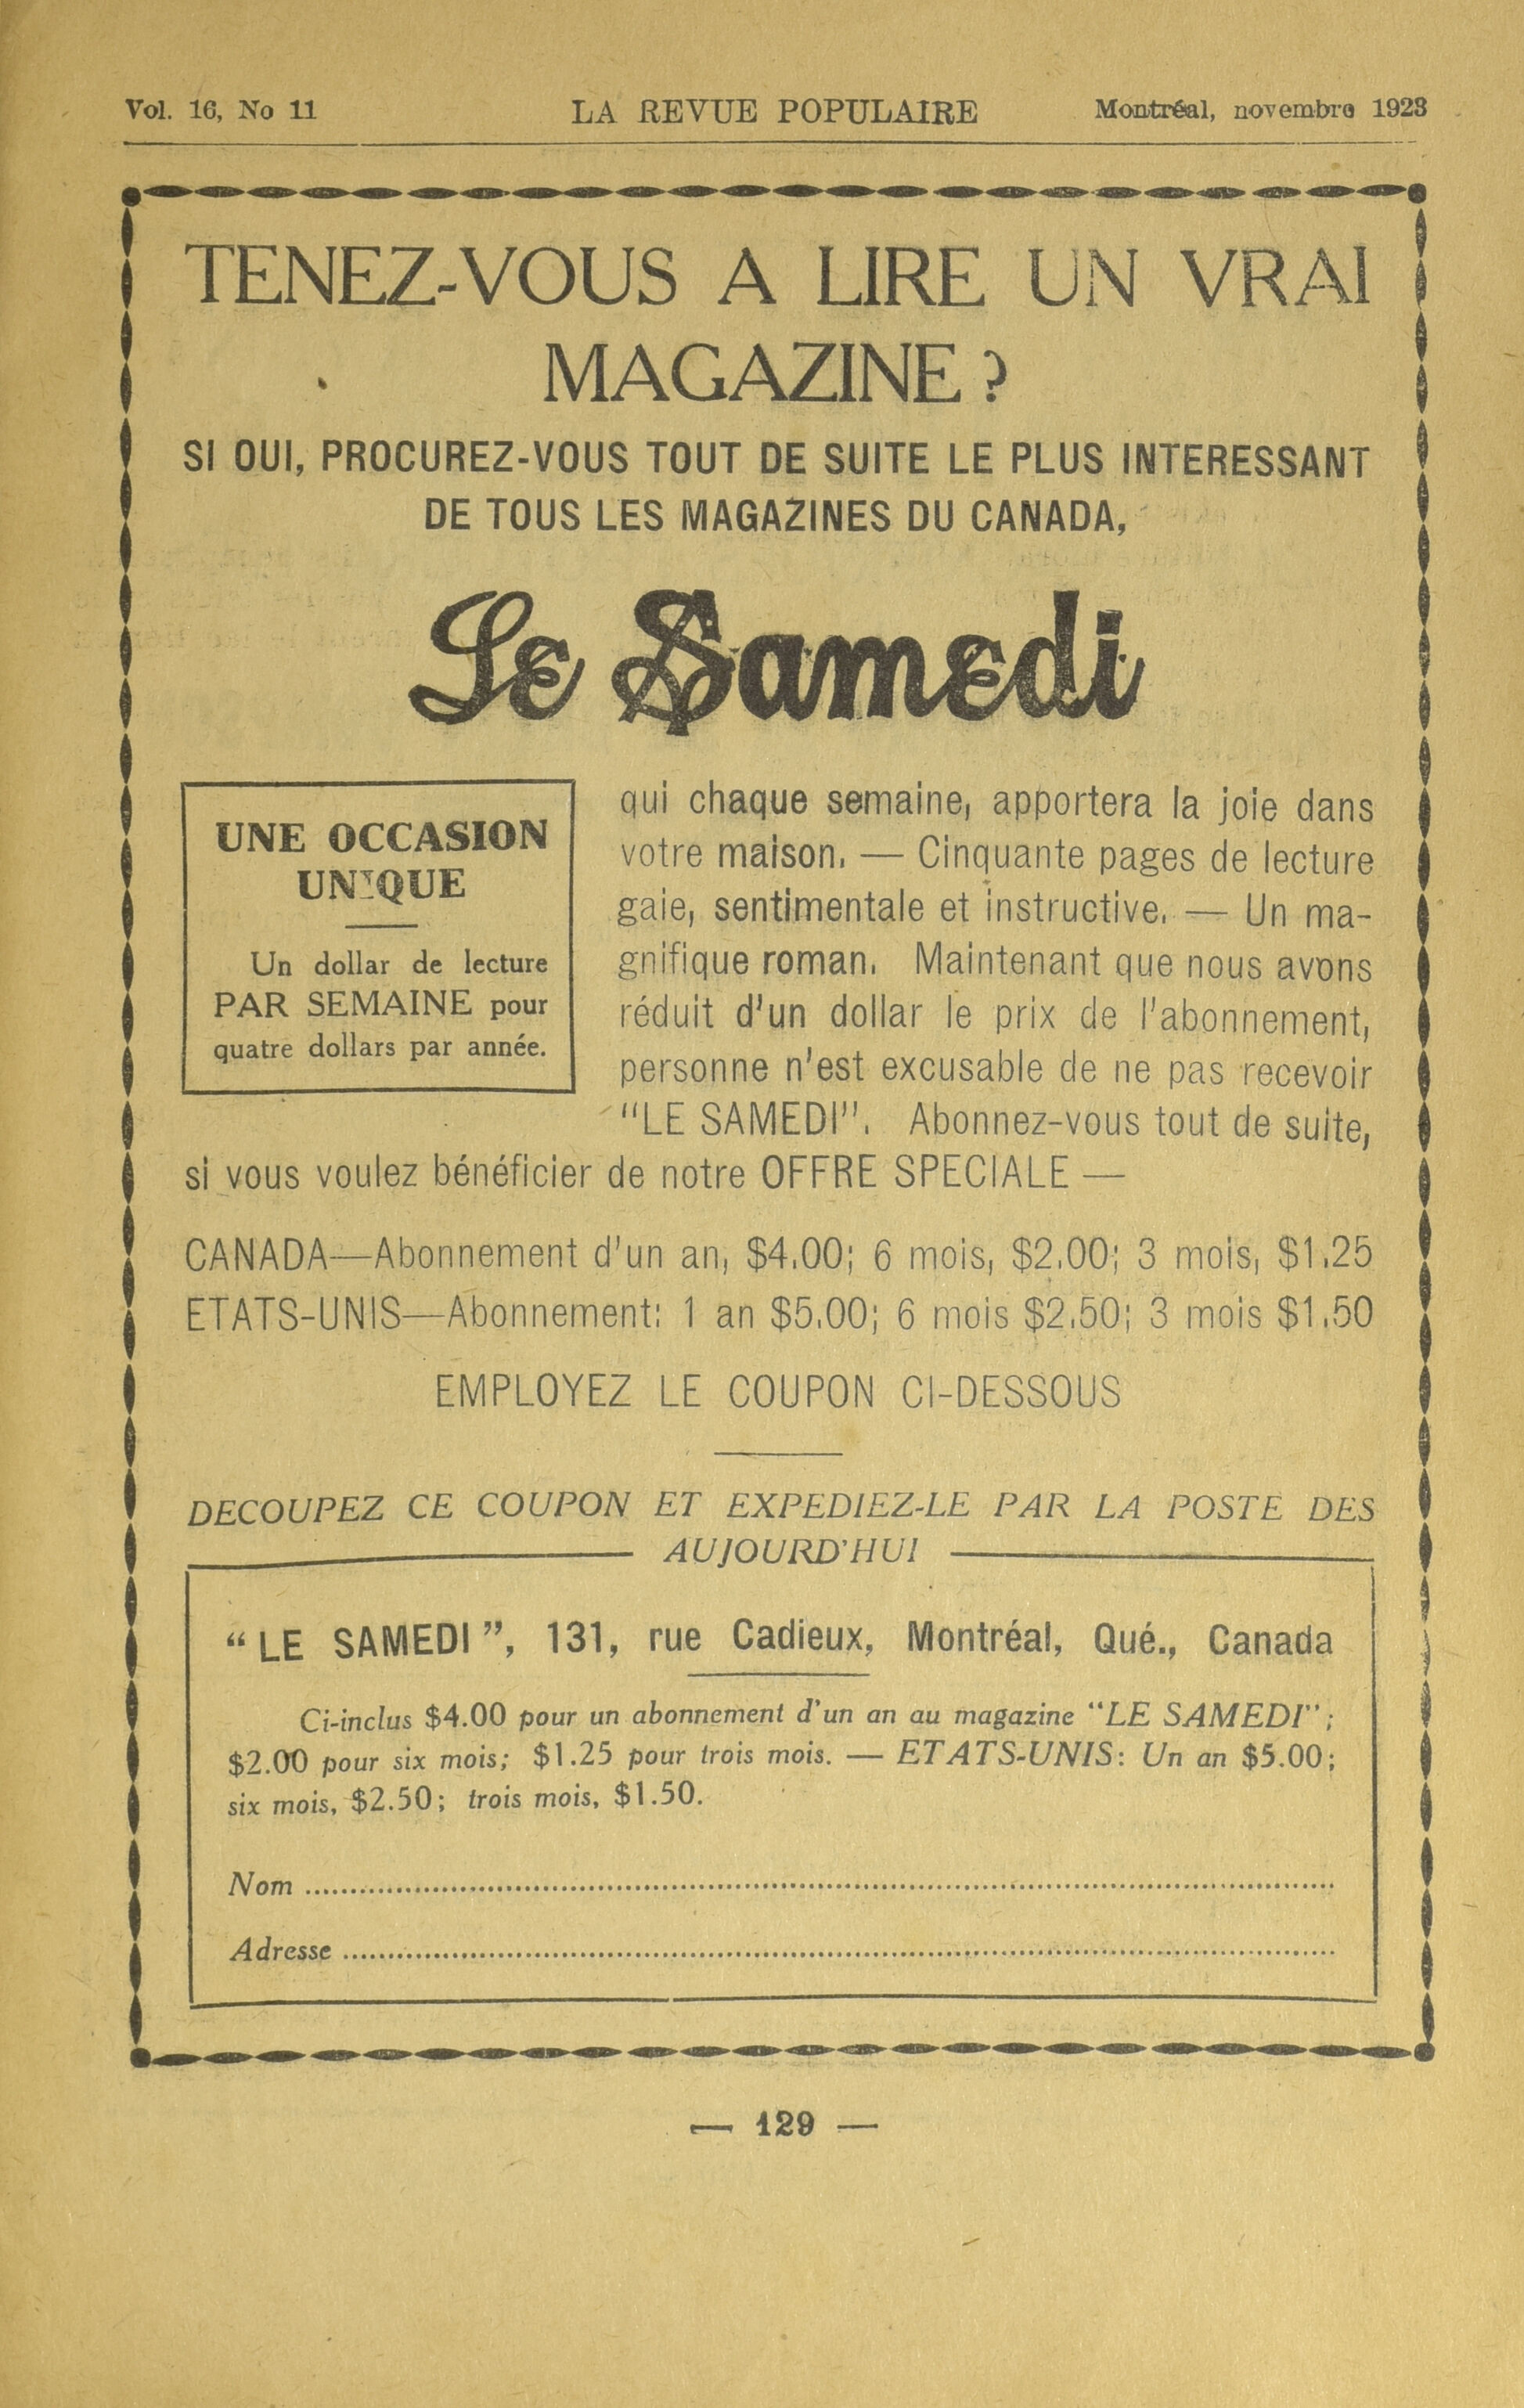 Vol. 16, No 11 LA REVUE POPULAIRE Montréal, novembre 1923
TENEZ-VOUS A LIRE UN VRAI
MAGAZINE ?
SI OUI, PROCUREZ-VOUS TOUT DE SUITE LE PLUS INTERESSANT
DE TOUS LES MAGAZINES DU CANADA,
Le Samedi
UNE OCCASION
UNIQUE
Un dollar de lecture
PAR SEMAINE pour
quatre dollars par année.
qui chaque semaine, apportera la joie dans
votre maison. — Cinquante pages de lecture
gaie, sentimentale et instructive. — Un ma-
gnifique roman. Maintenant que nous avons
réduit d'un dollar le prix de l'abonnement,
personne n'est excusable de ne pas recevoir
"LE SAMEDI". Abonnez-vous tout de suite,
si vous voulez bénéficier de notre OFFRE SPECIALE —
CANADA—Abonnement d'un an, $4.00; 6 mois, $2.00; 3 mois, $1.25
ETATS-UNIS—Abonnement: 1 an $5.00; 6 mois $2.50; 3 mois $1.50
EMPLOYEZ LE COUPON CI-DESSOUS
DECOUPEZ CE COUPON ET EXPEDIEZ-LE PAR LA POSTE DES
AUJOURD'HUI
"LE SAMEDI", 131, rue Cadieux, Montréal, Qué., Canada
Ci-inclus $4.00 pour un abonnement d'un an au magazine "LE SAMEDI";
$2.00 pour six mois; $1.25 pour trois mois. — ETATS-UNIS: Un an $5.00;
six mois, $2.50; trois mois, $1.50.
Nom ........................................
Adresse ........................................
— 129 —